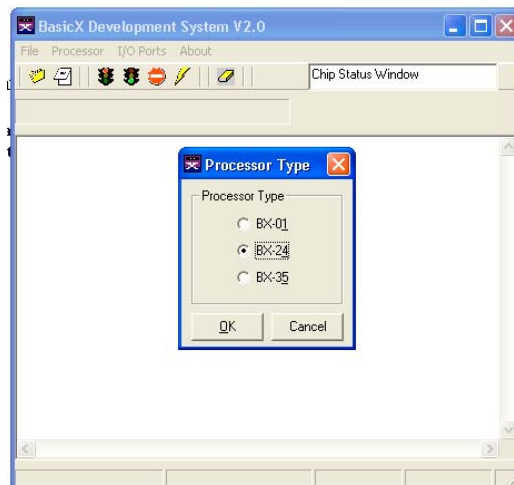 BasicX Development System V2.0
File Processor I/O Ports About
Chip Status Window
Processor Type
Processor Type
BX-01
BX-24
BX-35
OK Cancel